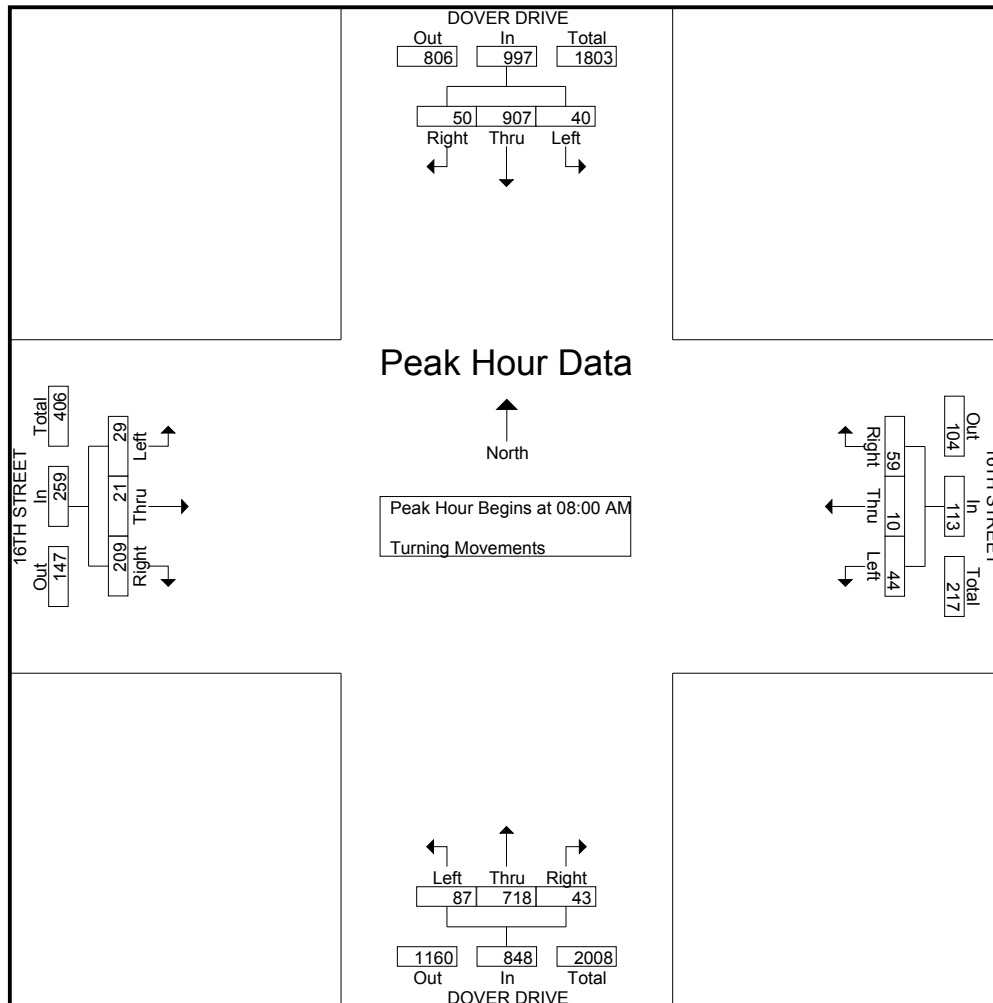 DOVER DRIVE
Out In Total
806 997 1803
50 907 40
Right Thru Left
Peak Hour Data
North
Peak Hour Begins at 08:00 AM
Turning Movements
16TH STREET
Out In Total
147 259 406
209 21 29
Right Thru Left
STREET
Out In Total
104 113 217
59 10 44
Right Thru Left
Left Thru Right
87 718 43
1160 848 2008
Out In Total
DOVER DRIVE